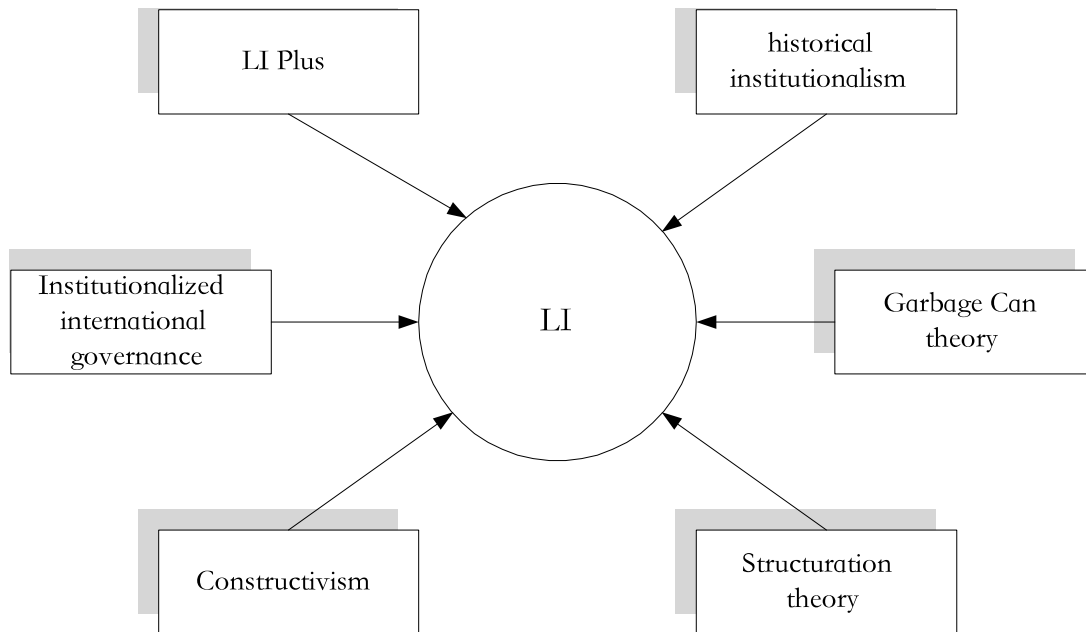 LI Plus
historical
institutionalism
Institutionalized
international
governance
LI
Garbage Can
theory
Constructivism
Structuration
theory